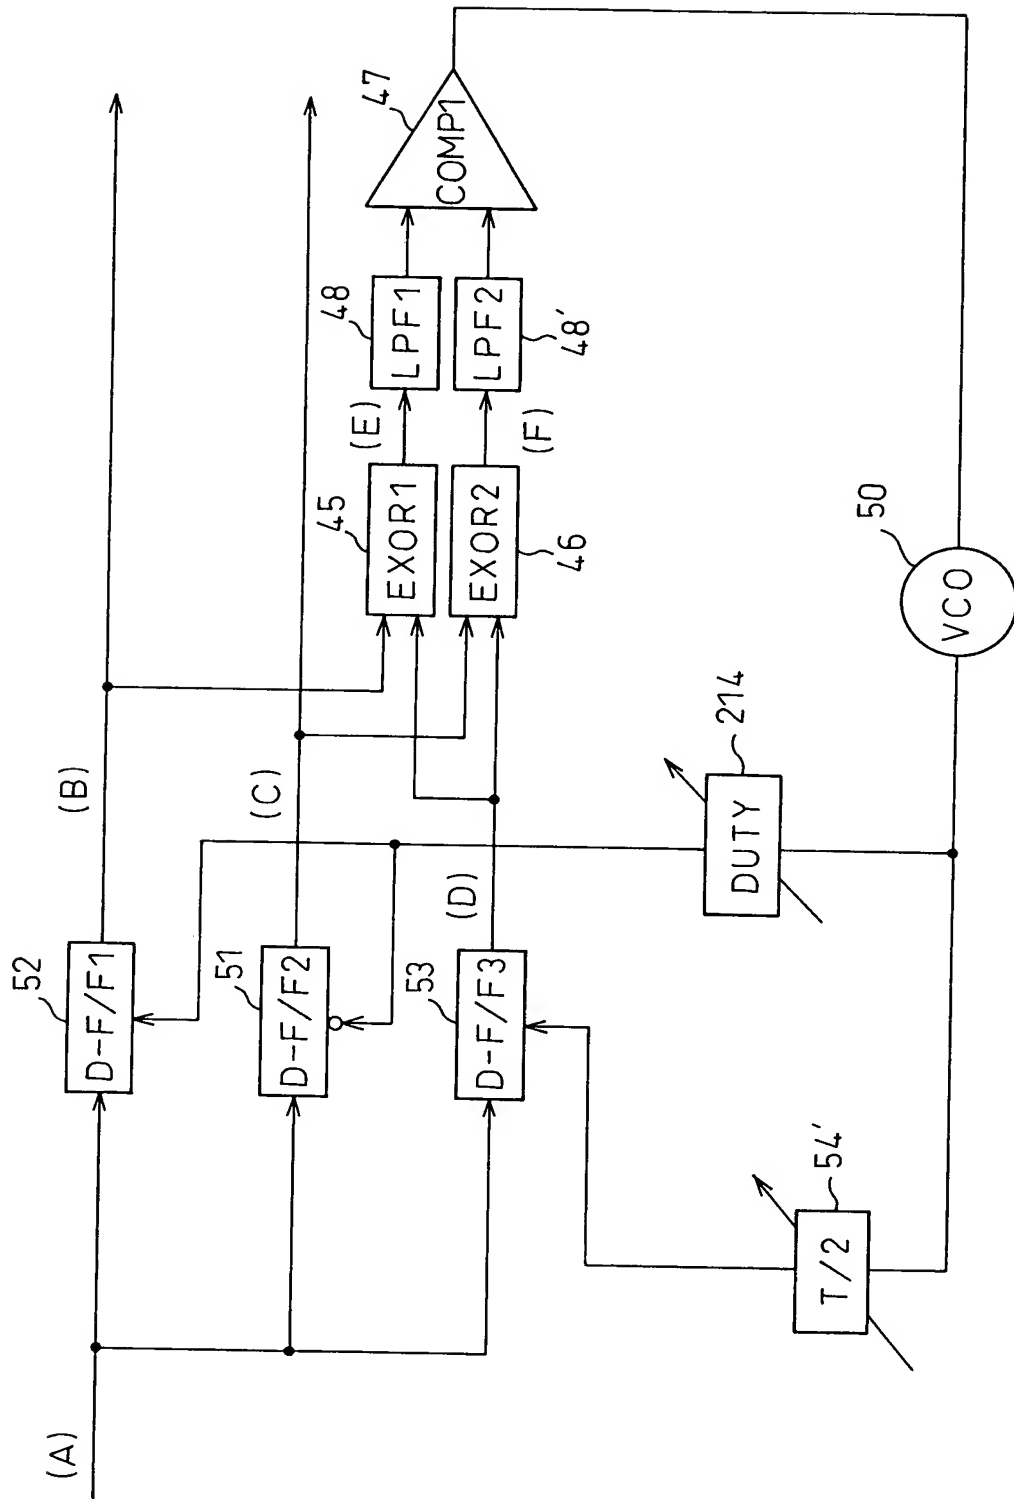 (A)
52
D-F/F1
(B)
51
D-F/F2
(C)
53
D-F/F3
(D)
45
EXOR1
(E)
48
LPF1
47
COMP1
EXOR2
46
(F)
LPF2
48'
54'
T/2
214
DUTY
50
VCO